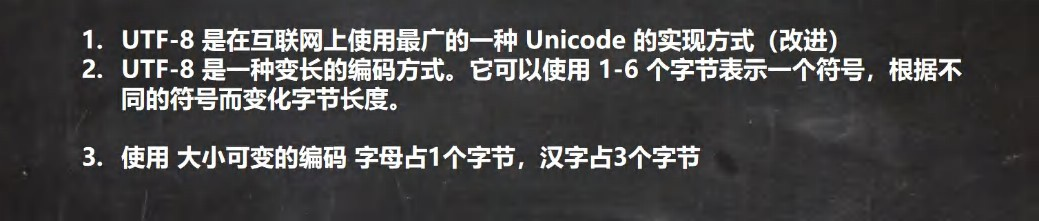 1. UTF-8 是在互联网上使用最广的一种 Unicode 的实现方式（改进）
2. UTF-8 是一种变长的编码方式。它可以使用 1-6 个字节表示一个符号，根据不
同的符号而变化字节长度。
3. 使用 大小可变的编码 字母占1个字节，汉字占3个字节